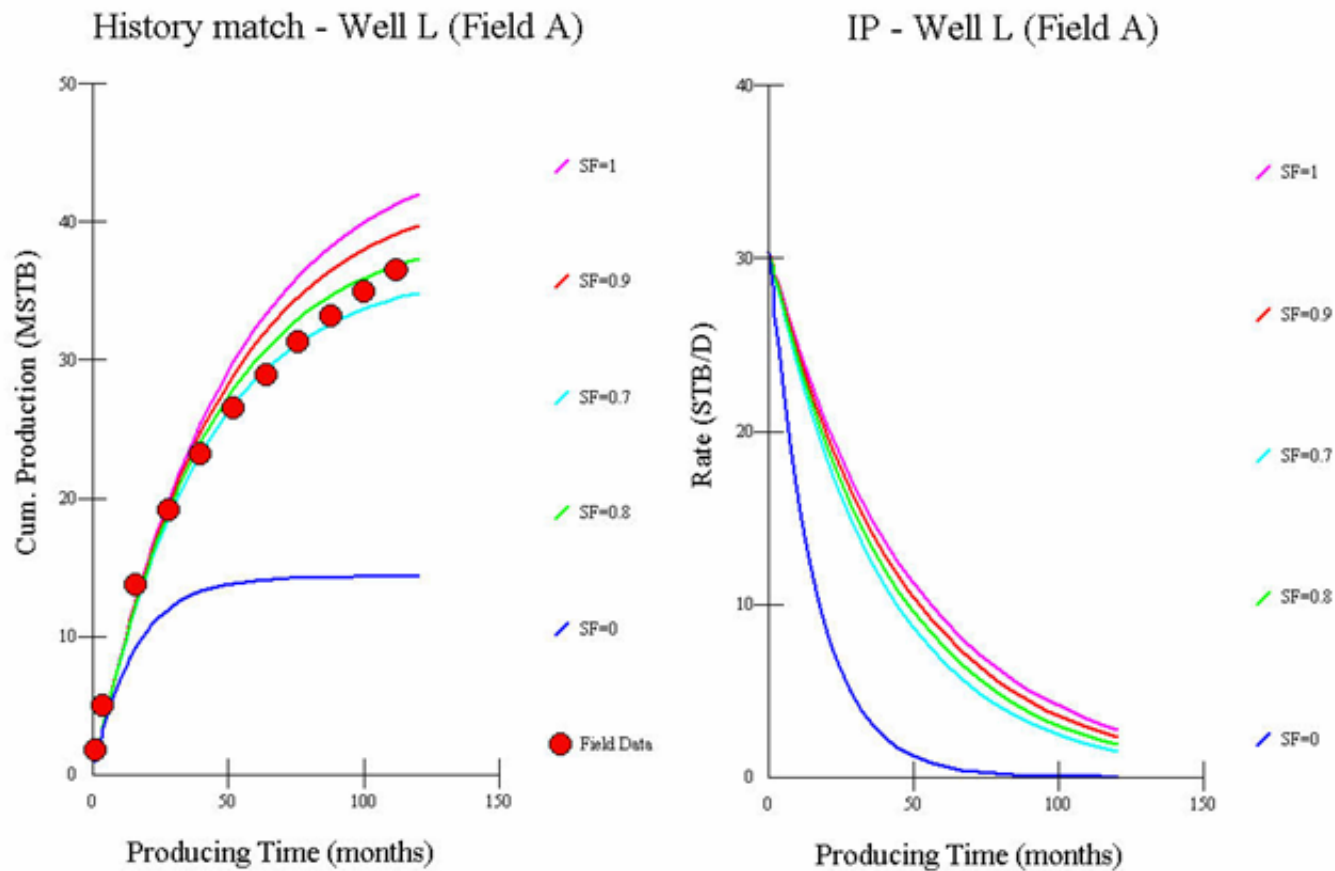 History match - Well L (Field A)
50
40
30
20
10
0
0
50
100
150
Cum. Production (MSTB)
Producing Time (months)
SF=1
SF=0.9
SF=0.7
SF=0.8
SF=0
Field Data
IP - Well L (Field A)
40
30
20
10
0
0
50
100
150
Rate (STB/D)
Producing Time (months)
SF=1
SF=0.9
SF=0.7
SF=0.8
SF=0